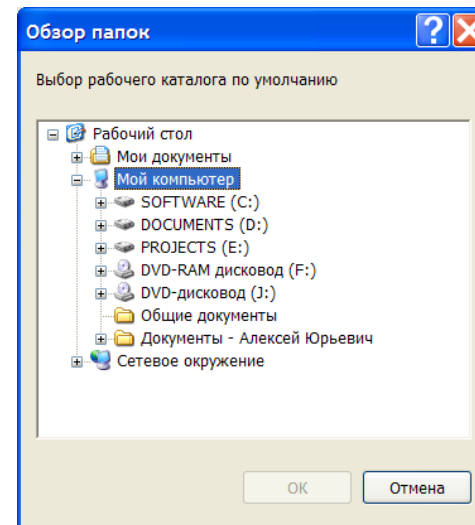 Обзор папок
Выбор рабочего каталога по умолчанию
Рабочий стол
Мои документы
Мой компьютер
SOFTWARE (C:)
DOCUMENTS (D:)
PROJECTS (E:)
DVD-RAM дисковод (F:)
DVD-дисковод (J:)
Общие документы
Документы - Алексей Юрьевич
Сетевое окружение
ОК Отмена